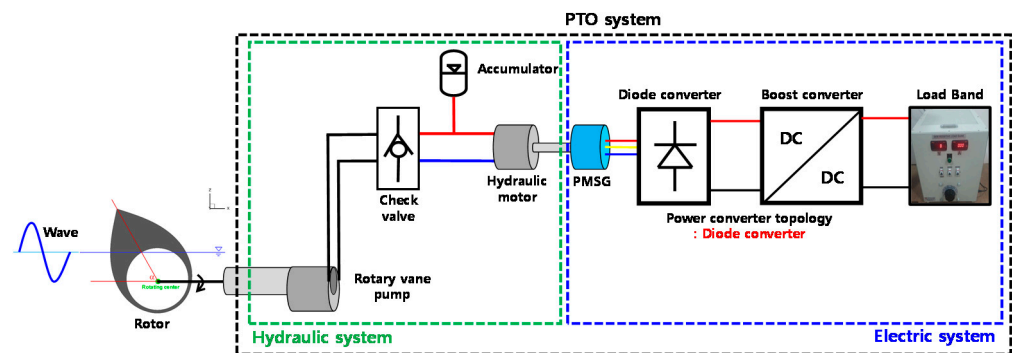 PTO system
Accumulator
Diode converter
Boost converter
Load Band
DC
DC
Check
valve
Hydraulic
motor
PMSG
Power converter topology
: Diode converter
Wave
Rotating center
Rotor
Rotary vane
pump
Hydraulic system
Electric system